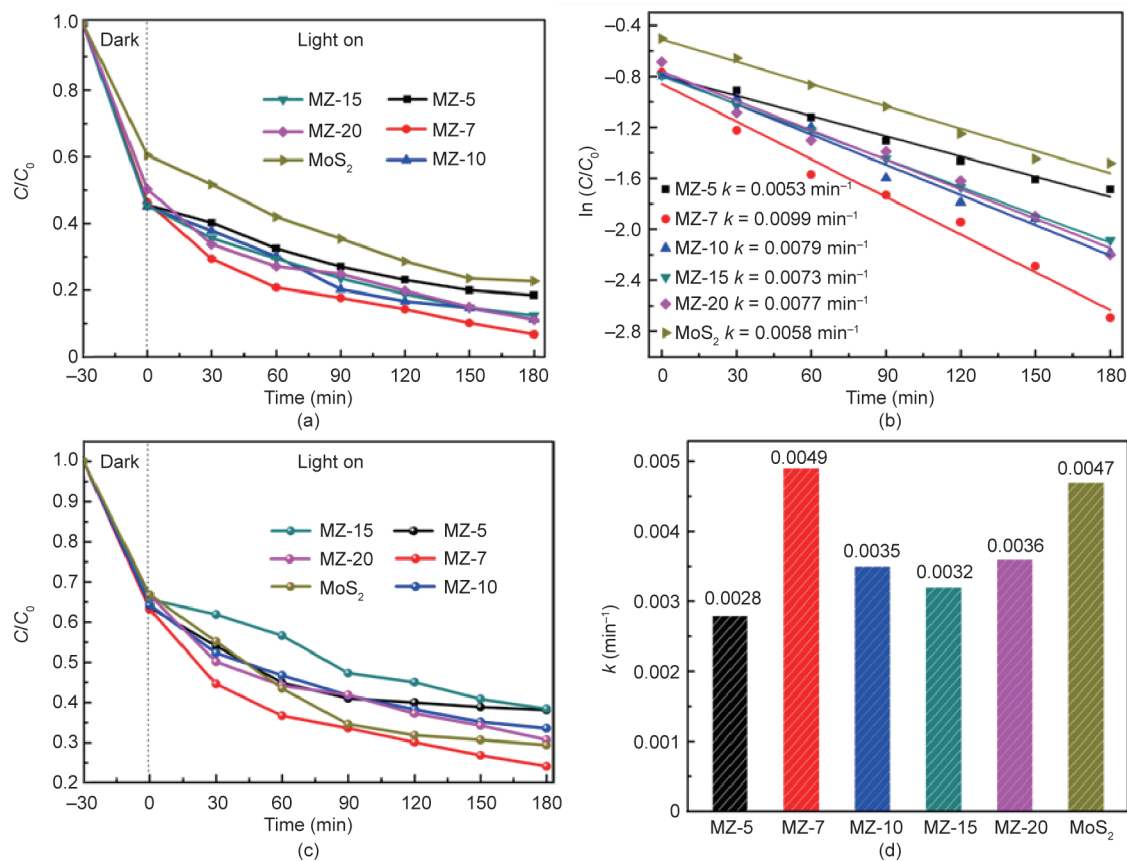 1.0
0.8
0.6
0.4
0.2
0
C/C0
Dark
Light on
MZ-15
MZ-5
MZ-20
MZ-7
MoS2
MZ-10
–30
0
30
60
90
120
150
180
Time (min)
(a)
–0.4
–0.8
–1.2
–1.6
–2.0
–2.4
–2.8
ln (C/C0)
MZ-5 k = 0.0053 min–1
MZ-7 k = 0.0099 min–1
MZ-10 k = 0.0079 min–1
MZ-15 k = 0.0073 min–1
MZ-20 k = 0.0077 min–1
MoS2 k = 0.0058 min–1
0
30
60
90
120
150
180
Time (min)
(b)
1.0
0.9
0.8
0.7
0.6
0.5
0.4
0.3
0.2
C/C0
Dark
Light on
MZ-15
MZ-5
MZ-20
MZ-7
MoS2
MZ-10
–30
0
30
60
90
120
150
180
Time (min)
(c)
0.005
0.004
0.003
0.002
0.001
0
k (min–1)
0.0028
0.0049
0.0035
0.0032
0.0036
0.0047
MZ-5
MZ-7
MZ-10
MZ-15
MZ-20
MoS2
(d)